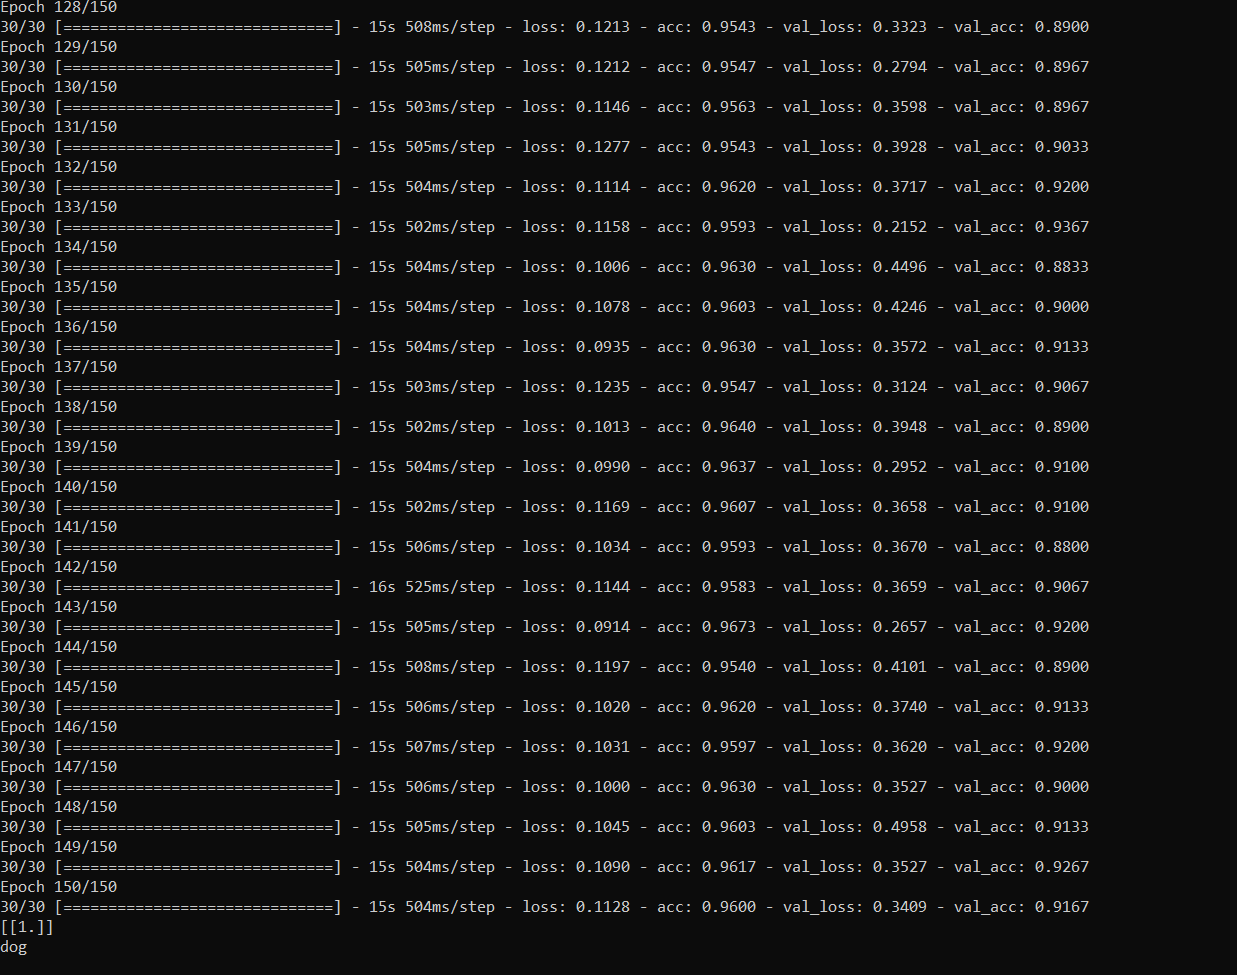 Epoch 128/150
30/30 [==============================] - 15s 508ms/step - loss: 0.1213 - acc: 0.9543 - val_loss: 0.3323 - val_acc: 0.8900
Epoch 129/150
30/30 [==============================] - 15s 505ms/step - loss: 0.1212 - acc: 0.9547 - val_loss: 0.2794 - val_acc: 0.8967
Epoch 130/150
30/30 [==============================] - 15s 503ms/step - loss: 0.1146 - acc: 0.9563 - val_loss: 0.3598 - val_acc: 0.8967
Epoch 131/150
30/30 [==============================] - 15s 505ms/step - loss: 0.1277 - acc: 0.9543 - val_loss: 0.3928 - val_acc: 0.9033
Epoch 132/150
30/30 [==============================] - 15s 504ms/step - loss: 0.1114 - acc: 0.9620 - val_loss: 0.3717 - val_acc: 0.9200
Epoch 133/150
30/30 [==============================] - 15s 502ms/step - loss: 0.1158 - acc: 0.9593 - val_loss: 0.2152 - val_acc: 0.9367
Epoch 134/150
30/30 [==============================] - 15s 504ms/step - loss: 0.1006 - acc: 0.9630 - val_loss: 0.4496 - val_acc: 0.8833
Epoch 135/150
30/30 [==============================] - 15s 504ms/step - loss: 0.1078 - acc: 0.9603 - val_loss: 0.4246 - val_acc: 0.9000
Epoch 136/150
30/30 [==============================] - 15s 504ms/step - loss: 0.0935 - acc: 0.9630 - val_loss: 0.3572 - val_acc: 0.9133
Epoch 137/150
30/30 [==============================] - 15s 503ms/step - loss: 0.1235 - acc: 0.9547 - val_loss: 0.3124 - val_acc: 0.9067
Epoch 138/150
30/30 [==============================] - 15s 502ms/step - loss: 0.1013 - acc: 0.9640 - val_loss: 0.3948 - val_acc: 0.8900
Epoch 139/150
30/30 [==============================] - 15s 504ms/step - loss: 0.0990 - acc: 0.9637 - val_loss: 0.2952 - val_acc: 0.9100
Epoch 140/150
30/30 [==============================] - 15s 502ms/step - loss: 0.1169 - acc: 0.9607 - val_loss: 0.3658 - val_acc: 0.9100
Epoch 141/150
30/30 [==============================] - 15s 506ms/step - loss: 0.1034 - acc: 0.9593 - val_loss: 0.3670 - val_acc: 0.8800
Epoch 142/150
30/30 [==============================] - 16s 525ms/step - loss: 0.1144 - acc: 0.9583 - val_loss: 0.3659 - val_acc: 0.9067
Epoch 143/150
30/30 [==============================] - 15s 505ms/step - loss: 0.0914 - acc: 0.9673 - val_loss: 0.2657 - val_acc: 0.9200
Epoch 144/150
30/30 [==============================] - 15s 508ms/step - loss: 0.1197 - acc: 0.9540 - val_loss: 0.4101 - val_acc: 0.8900
Epoch 145/150
30/30 [==============================] - 15s 506ms/step - loss: 0.1020 - acc: 0.9620 - val_loss: 0.3740 - val_acc: 0.9133
Epoch 146/150
30/30 [==============================] - 15s 507ms/step - loss: 0.1031 - acc: 0.9597 - val_loss: 0.3620 - val_acc: 0.9200
Epoch 147/150
30/30 [==============================] - 15s 506ms/step - loss: 0.1000 - acc: 0.9630 - val_loss: 0.3527 - val_acc: 0.9000
Epoch 148/150
30/30 [==============================] - 15s 505ms/step - loss: 0.1045 - acc: 0.9603 - val_loss: 0.4958 - val_acc: 0.9133
Epoch 149/150
30/30 [==============================] - 15s 504ms/step - loss: 0.1090 - acc: 0.9617 - val_loss: 0.3527 - val_acc: 0.9267
Epoch 150/150
30/30 [==============================] - 15s 504ms/step - loss: 0.1128 - acc: 0.9600 - val_loss: 0.3409 - val_acc: 0.9167
[[1.]]
dog